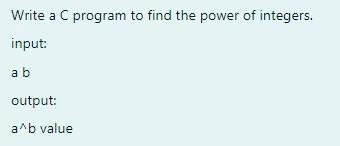 Write a C program to find the power of integers.
input:
a b
output:
a^b value